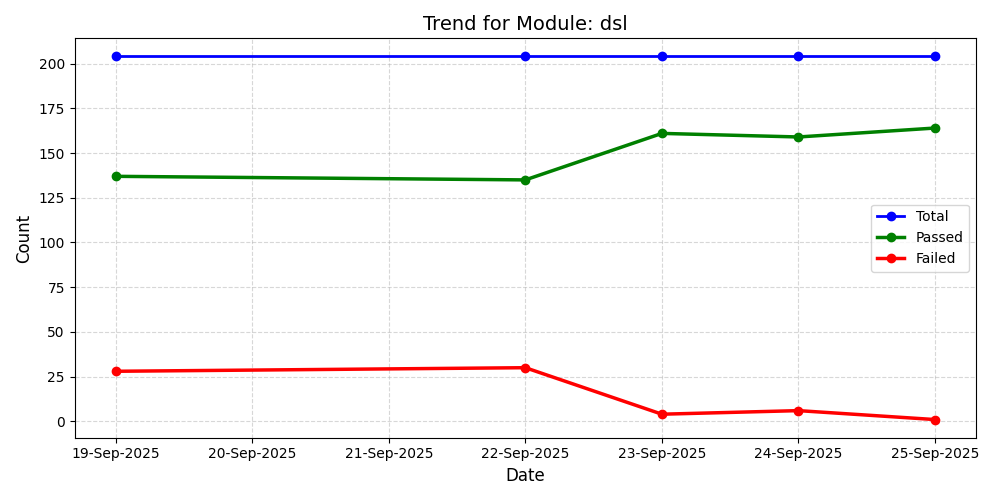 Trend for Module: dsl
200
175
150
125
100
75
50
25
0
Count
Total
Passed
Failed
19-Sep-2025 20-Sep-2025 21-Sep-2025 22-Sep-2025 23-Sep-2025 24-Sep-2025 25-Sep-2025
Date